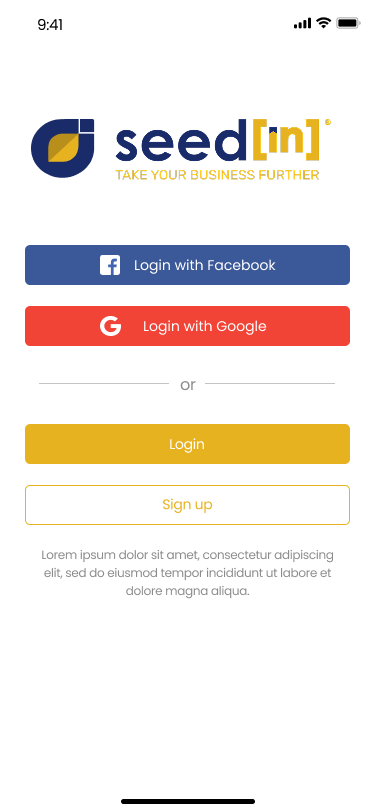 9:41
seed[in]®
TAKE YOUR BUSINESS FURTHER
Login with Facebook
Login with Google
or
Login
Sign up
Lorem ipsum dolor sit amet, consectetur adipiscing
elit, sed do eiusmod tempor incididunt ut labore et
dolore magna aliqua.